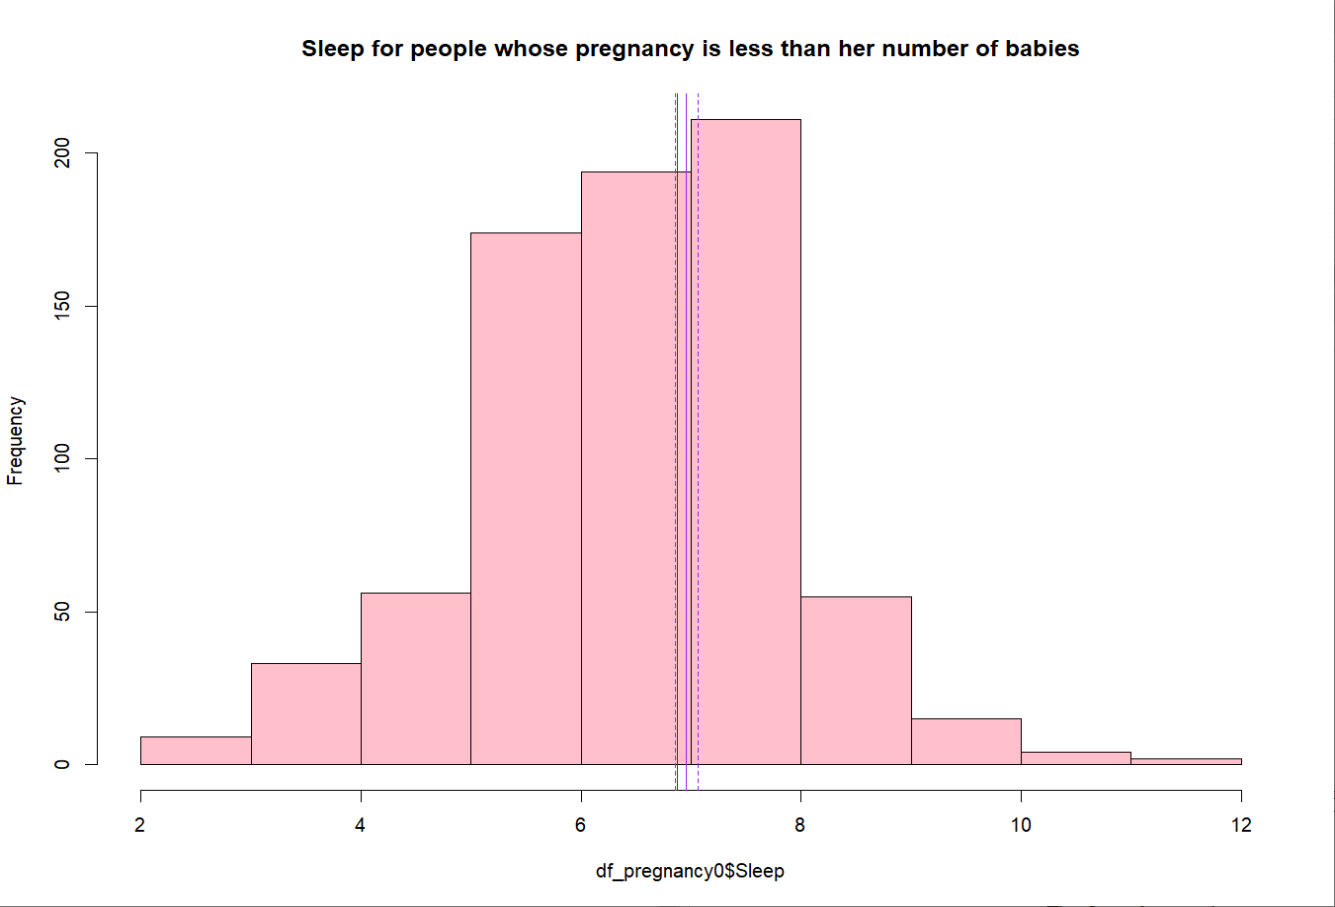 Sleep for people whose pregnancy is less than her number of babies
200
150
100
50
0
Frequency
2 4 6 8 10 12
df_pregnancy0$Sleep